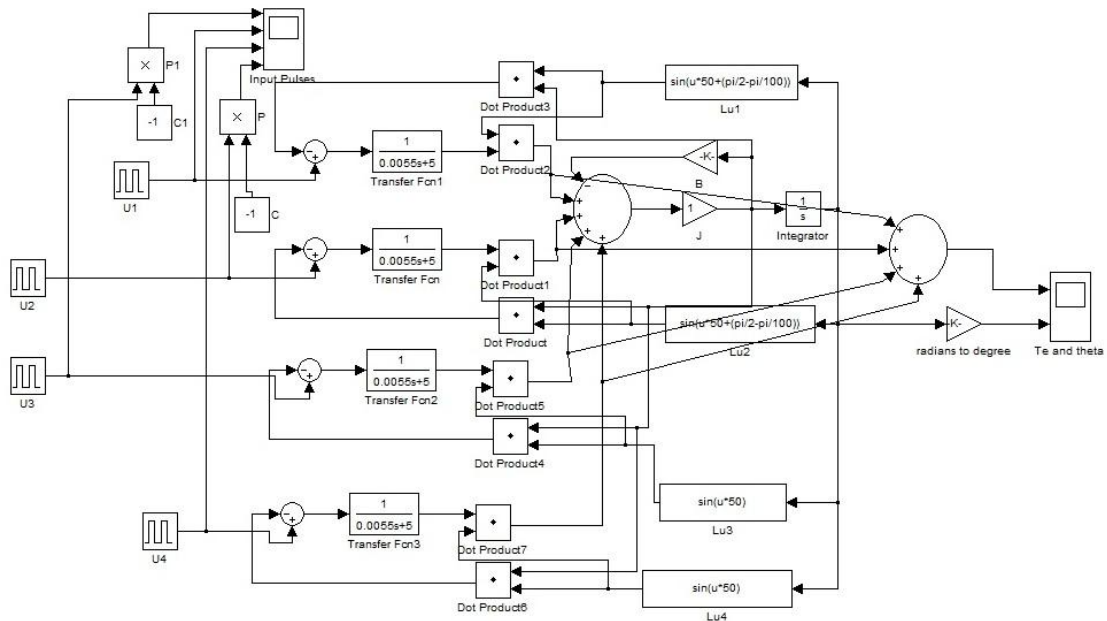 P1
Input Pulses
-1
C1
P
sin(u*50+(pi/2-pi/100))
Lu1
Dot Product3
1
0.0055s+5
Transfer Fcn1
Dot Product2
-K-
B
U1
-1
C
1
J
1
s
Integrator
1
0.0055s+5
Transfer Fcn
Dot Product1
U2
Dot Product
sin(u*50+(pi/2-pi/100))
Lu2
-K-
radians to degree
Te and theta
U3
1
0.0055s+5
Transfer Fcn2
Dot Product5
Dot Product4
sin(u*50)
Lu3
U4
1
0.0055s+5
Transfer Fcn3
Dot Product7
Dot Product6
sin(u*50)
Lu4